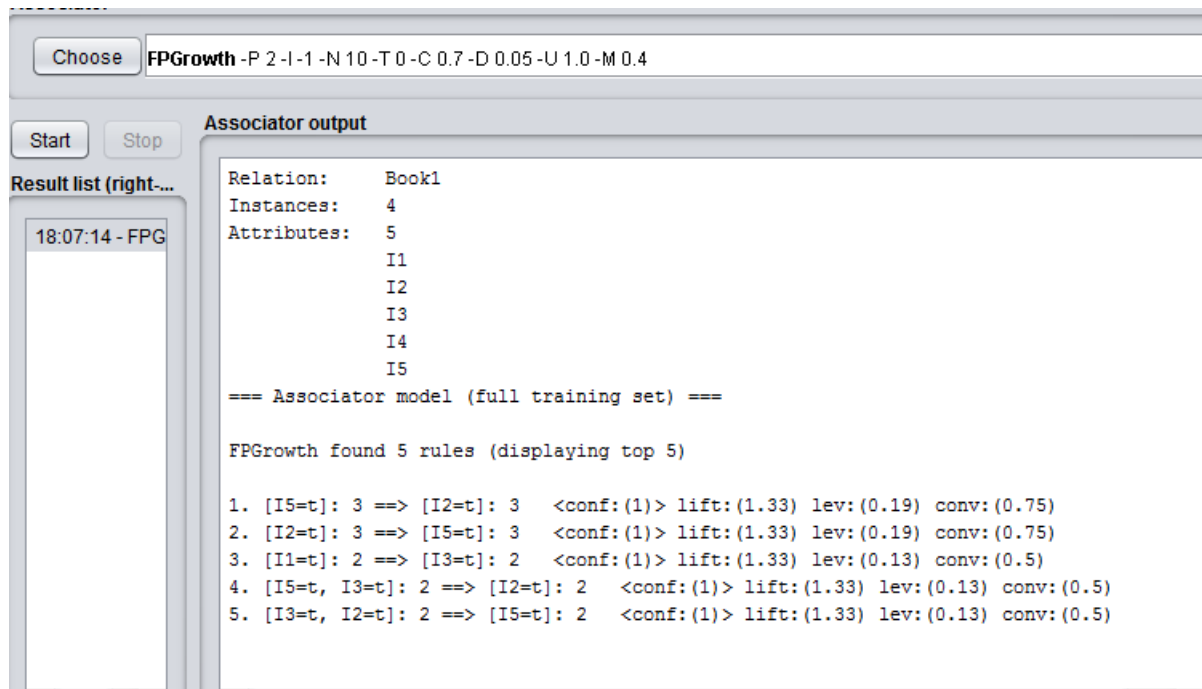 Choose FPGrowth -P 2 -I -1 -N 10 -T 0 -C 0.7 -D 0.05 -U 1.0 -M 0.4
Start Stop
Associator output
Result list (right-...
18:07:14 - FPG
Relation: Book1
Instances: 4
Attributes: 5
I1
I2
I3
I4
I5
=== Associator model (full training set) ===
FPGrowth found 5 rules (displaying top 5)
1. [I5=t]: 3 ==> [I2=t]: 3 <conf:(1)> lift:(1.33) lev:(0.19) conv:(0.75)
2. [I2=t]: 3 ==> [I5=t]: 3 <conf:(1)> lift:(1.33) lev:(0.19) conv:(0.75)
3. [I1=t]: 2 ==> [I3=t]: 2 <conf:(1)> lift:(1.33) lev:(0.13) conv:(0.5)
4. [I5=t, I3=t]: 2 ==> [I2=t]: 2 <conf:(1)> lift:(1.33) lev:(0.13) conv:(0.5)
5. [I3=t, I2=t]: 2 ==> [I5=t]: 2 <conf:(1)> lift:(1.33) lev:(0.13) conv:(0.5)